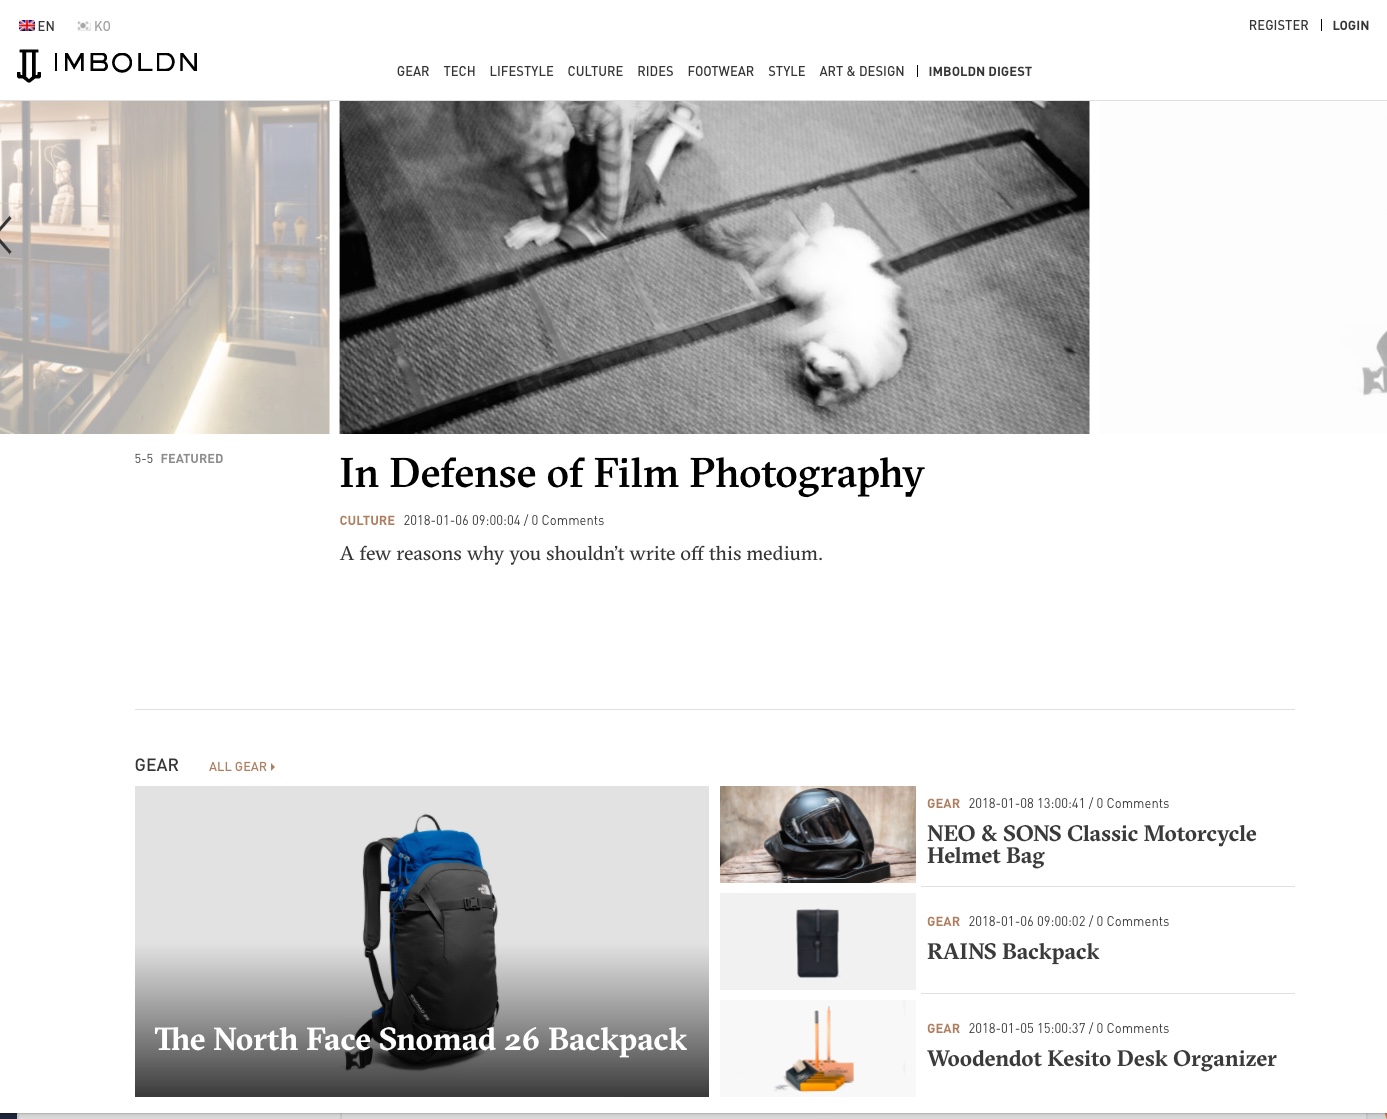 EN
KO
REGISTER
LOGIN
IMBOLDN
GEAR
TECH
LIFESTYLE
CULTURE
RIDES
FOOTWEAR
STYLE
ART & DESIGN
IMBOLDN DIGEST
5-5 FEATURED
In Defense of Film Photography
CULTURE 2018-01-06 09:00:04 / 0 Comments
A few reasons why you shouldn't write off this medium.
GEAR
ALL GEAR
The North Face Snomad 26 Backpack
GEAR 2018-01-08 13:00:41 / 0 Comments
NEO & SONS Classic Motorcycle
Helmet Bag
GEAR 2018-01-06 09:00:02 / 0 Comments
RAINS Backpack
GEAR 2018-01-05 15:00:37 / 0 Comments
Woodendot Kesito Desk Organizer